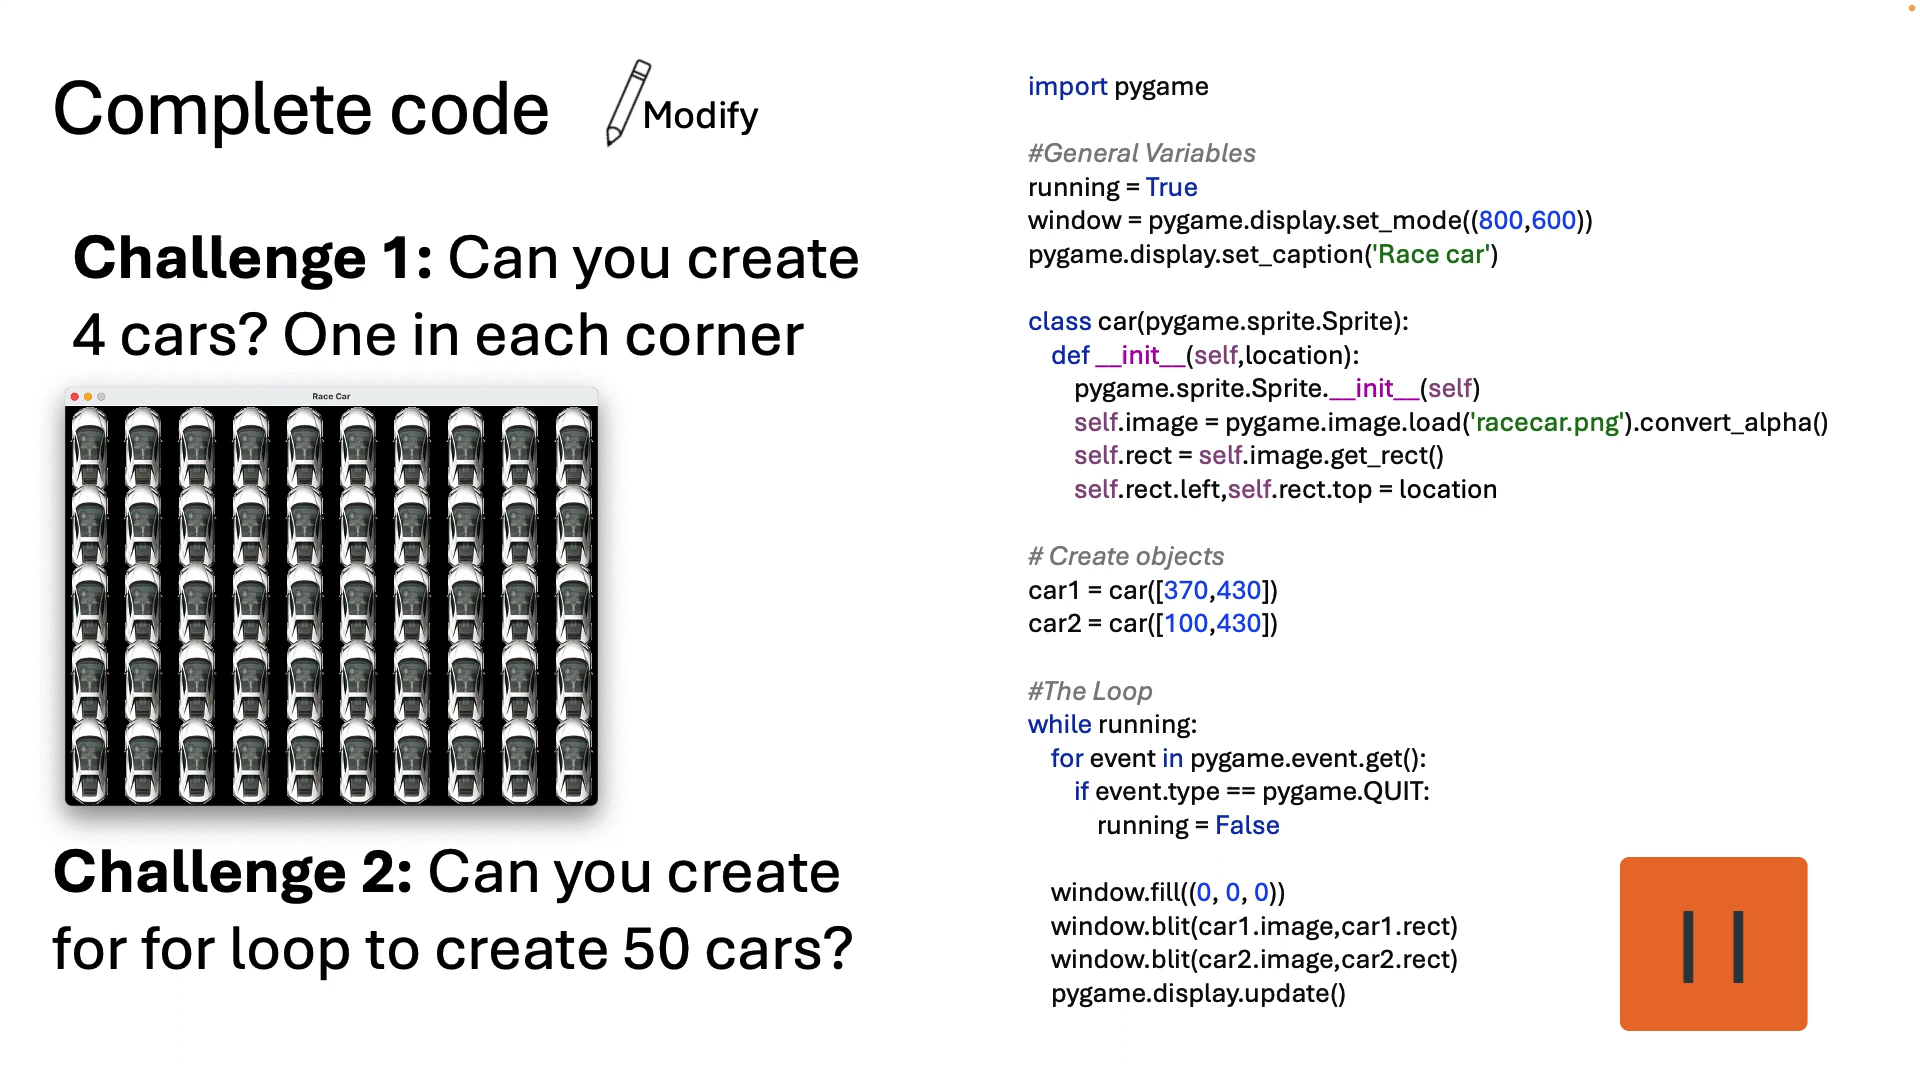 Complete code
Modify
Challenge 1: Can you create
4 cars? One in each corner
Race Car
Challenge 2: Can you create
for for loop to create 50 cars?
import pygame
#General Variables
running = True
window = pygame.display.set_mode((800,600))
pygame.display.set_caption('Race car')
class car(pygame.sprite.Sprite):
def __init__(self,location):
pygame.sprite.Sprite.__init__(self)
self.image = pygame.image.load('racecar.png').convert_alpha()
self.rect = self.image.get_rect()
self.rect.left,self.rect.top = location
# Create objects
car1 = car([370,430])
car2 = car([100,430])
#The Loop
while running:
for event in pygame.event.get():
if event.type == pygame.QUIT:
running = False
window.fill((0, 0, 0))
window.blit(car1.image,car1.rect)
window.blit(car2.image,car2.rect)
pygame.display.update()